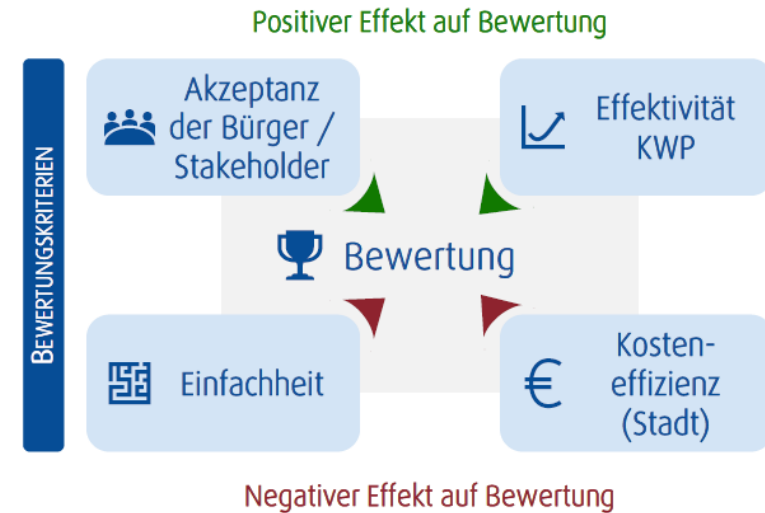 Positiver Effekt auf Bewertung
BEWERTUNGSKRITERIEN
Akzeptanz
der Bürger /
Stakeholder
Effektivität
KWP
Bewertung
Einfachheit
€
Kosten-
effizienz
(Stadt)
Negativer Effekt auf Bewertung